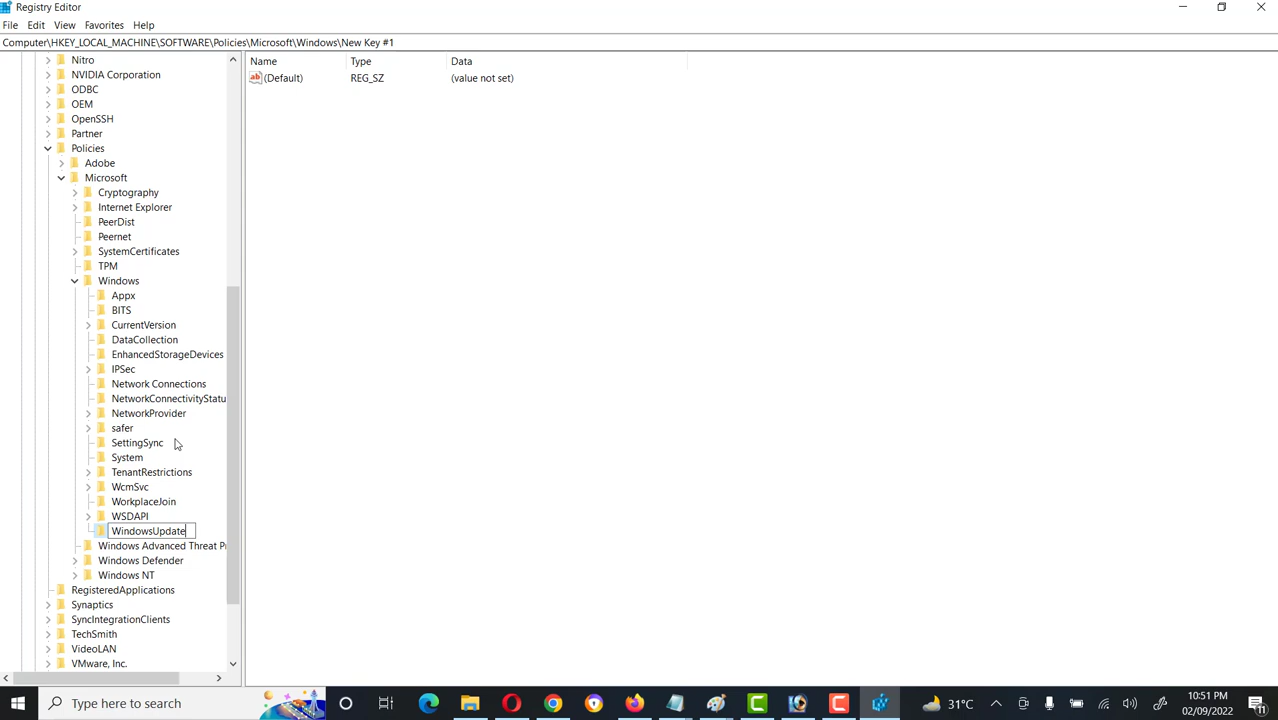 Registry Editor
File Edit View Favorites Help
Computer\HKEY_LOCAL_MACHINE\SOFTWARE\Policies\Microsoft\Windows\New Key #1
Name Type Data
ab (Default) REG_SZ (value not set)
Nitro
NVIDIA Corporation
ODBC
OEM
OpenSSH
Partner
Policies
Adobe
Microsoft
Cryptography
Internet Explorer
PeerDist
Peernet
SystemCertificates
TPM
Windows
Appx
BITS
CurrentVersion
DataCollection
EnhancedStorageDevices
IPSec
Network Connections
NetworkConnectivityStatu
NetworkProvider
safer
SettingSync
System
TenantRestrictions
WcmSvc
WorkplaceJoin
WSDAPI
WindowsUpdate
Windows Advanced Threat P
Windows Defender
Windows NT
RegisteredApplications
Synaptics
SyncIntegrationClients
TechSmith
VideoLAN
VMware, Inc.
Type here to search
31°C
10:51 PM
02/09/2022
11